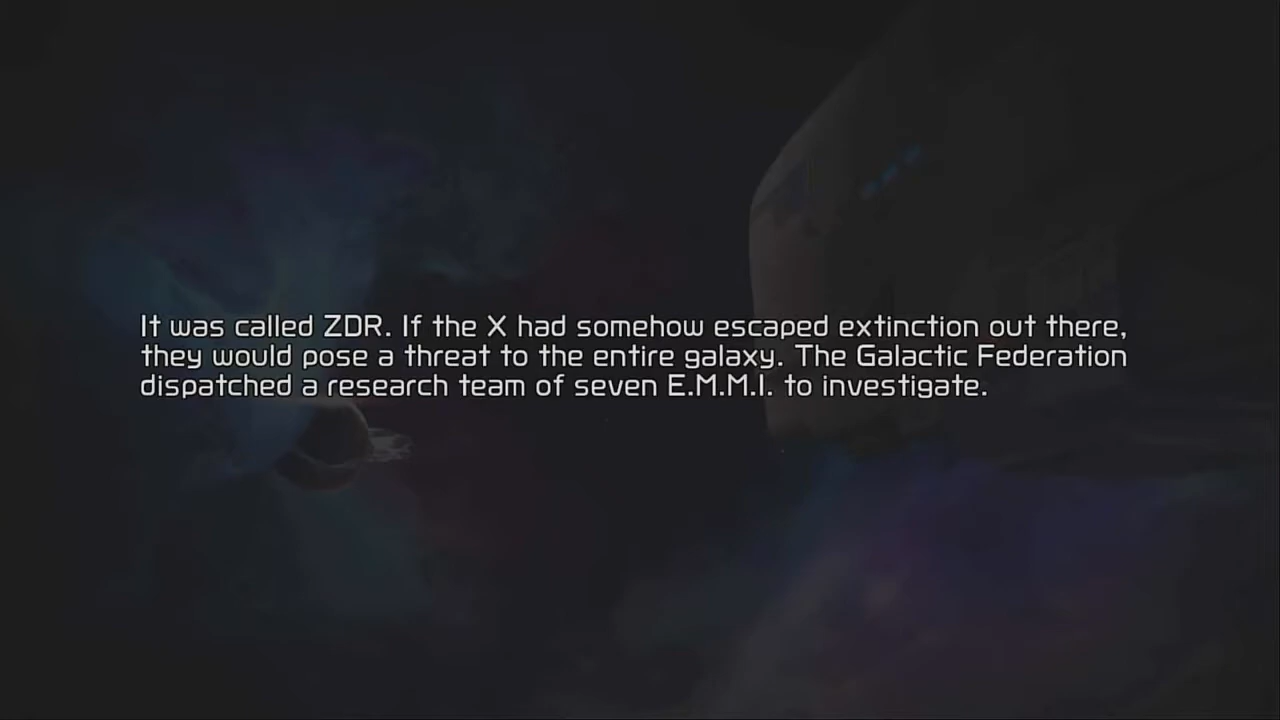 It was called ZDR. If the X had somehow escaped extinction out there,
they would pose a threat to the entire galaxy. The Galactic Federation
dispatched a research team of seven E.M.M.I. to investigate.